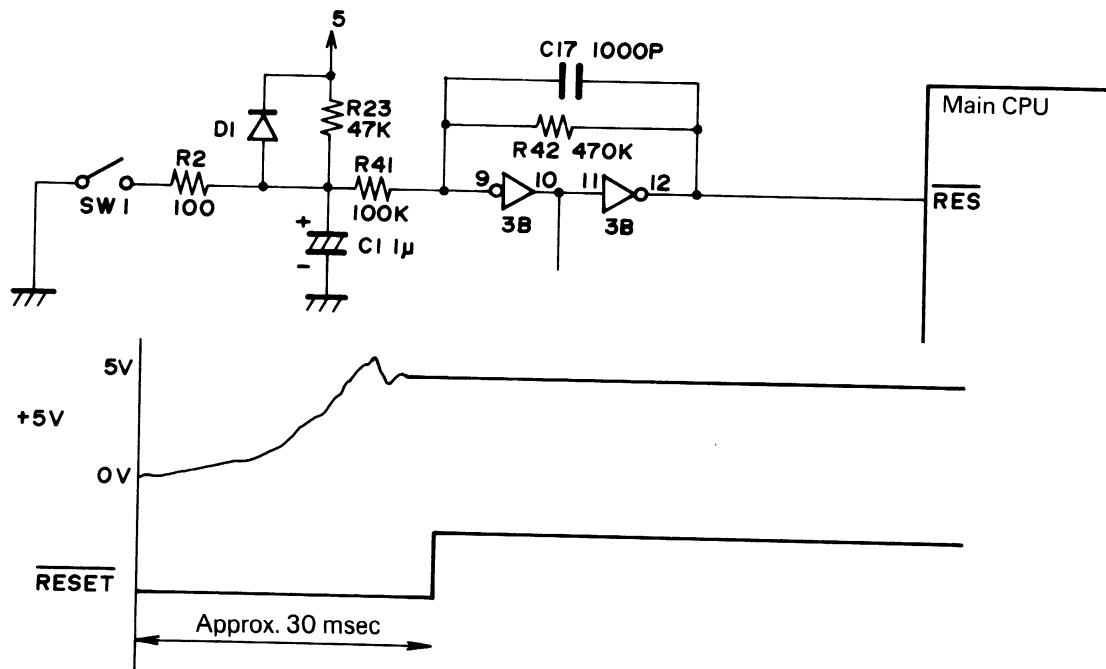 5
C17 1000P
Main CPU
R23
47K
D1
R42 470K
R2
R41
9
10
11
12
RES
SW1
100
100K
3B
3B
+
C1 1μ
-
5V
+5V
0V
RESET
Approx. 30 msec